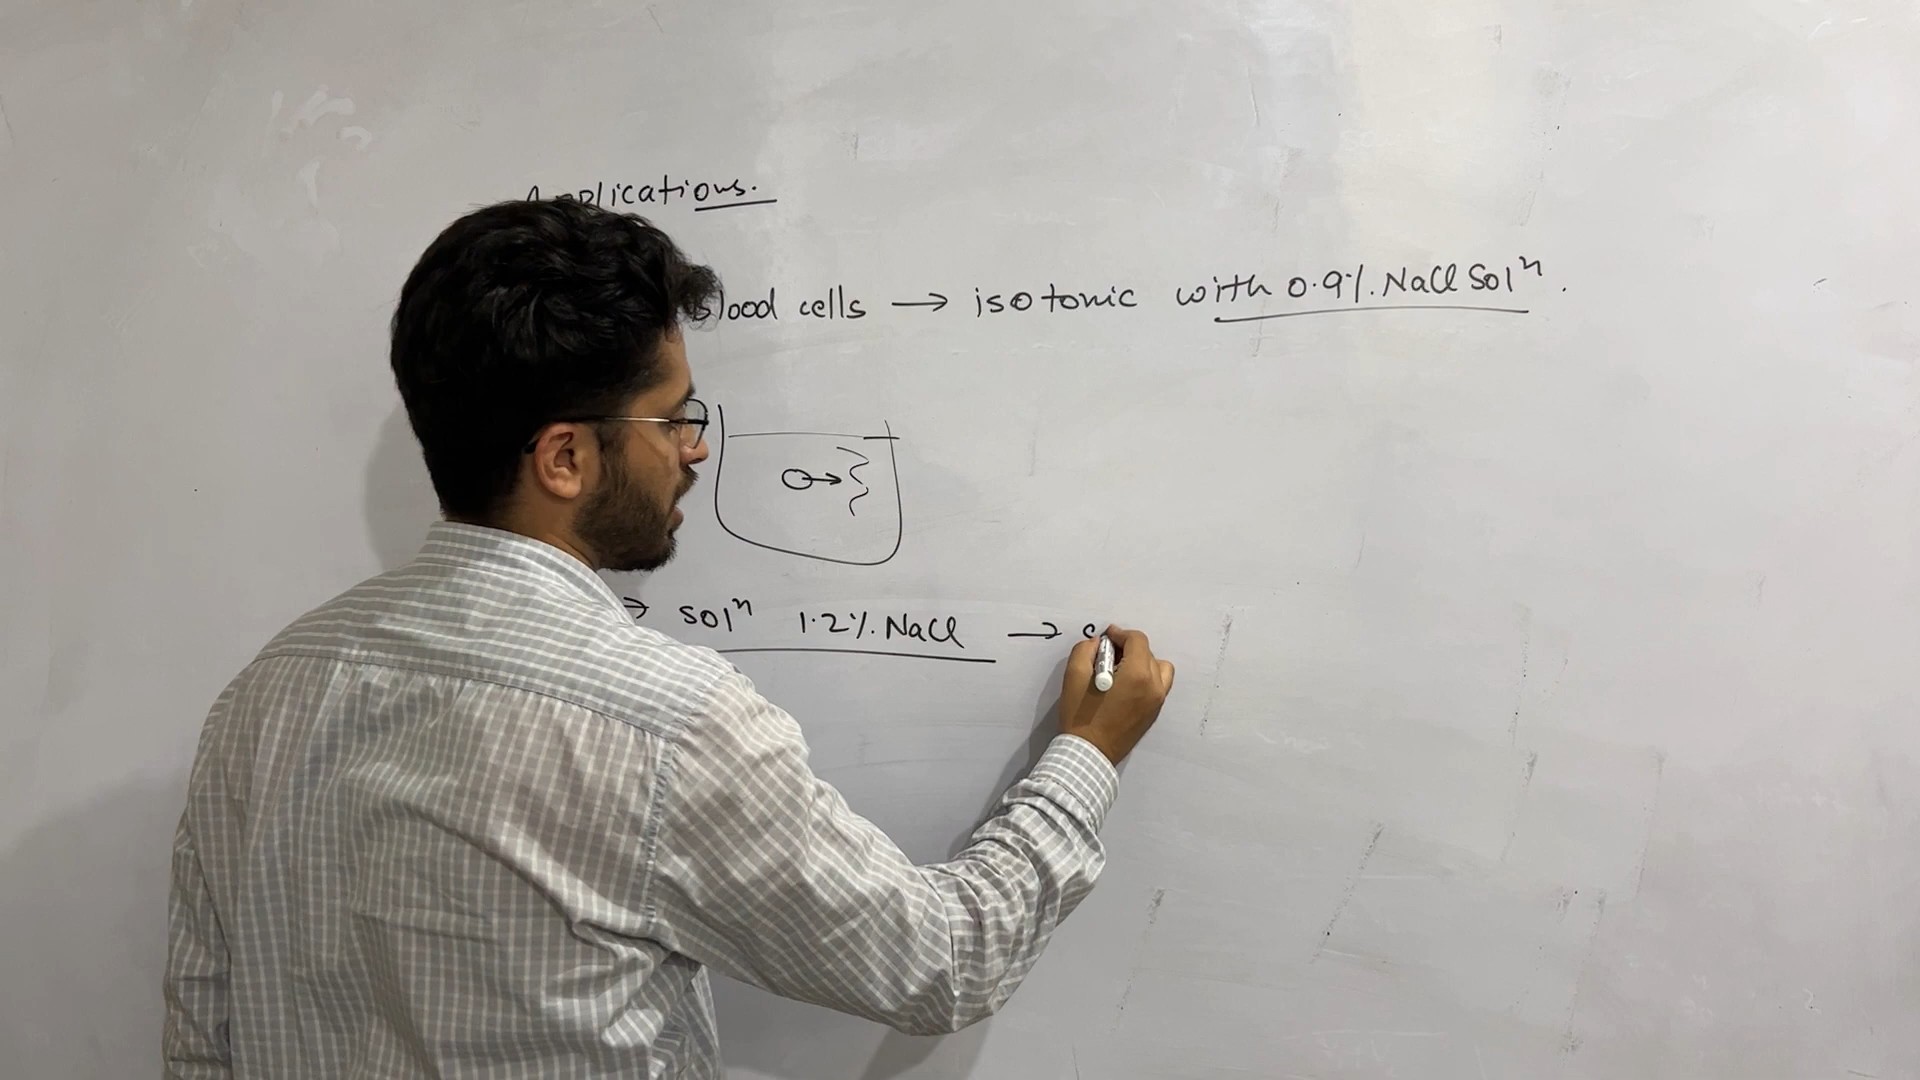 Applications.
Blood cells → isotonic with 0.9%. NaCl Solⁿ.
→ solⁿ 1.2%. NaCl →